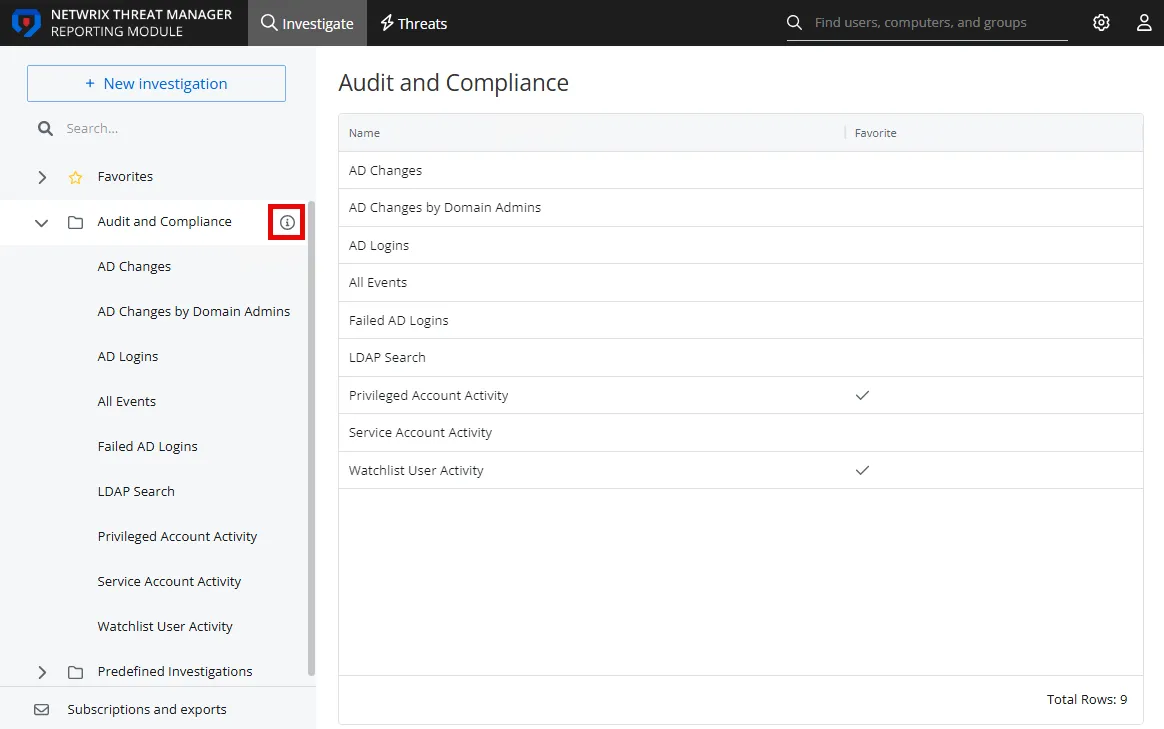 NETWRIX THREAT MANAGER
REPORTING MODULE
Investigate
Threats
Find users, computers, and groups
+ New investigation
Search...
Favorites
Audit and Compliance
AD Changes
AD Changes by Domain Admins
AD Logins
All Events
Failed AD Logins
LDAP Search
Privileged Account Activity
Service Account Activity
Watchlist User Activity
Predefined Investigations
Subscriptions and exports
Audit and Compliance
Name Favorite
AD Changes
AD Changes by Domain Admins
AD Logins
All Events
Failed AD Logins
LDAP Search
Privileged Account Activity
Service Account Activity
Watchlist User Activity
Total Rows: 9